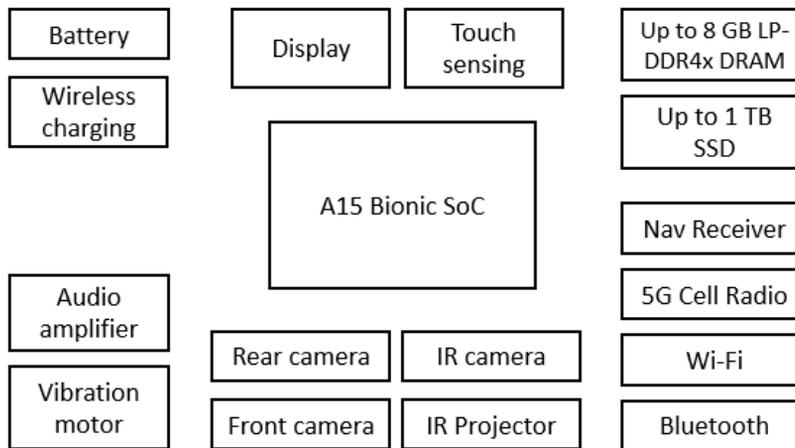 Battery
Wireless
charging
Display
Touch
sensing
Up to 8 GB LP-
DDR4x DRAM
Up to 1 TB
SSD
A15 Bionic SoC
Nav Receiver
5G Cell Radio
Wi-Fi
Bluetooth
Audio
amplifier
Vibration
motor
Rear camera
IR camera
Front camera
IR Projector